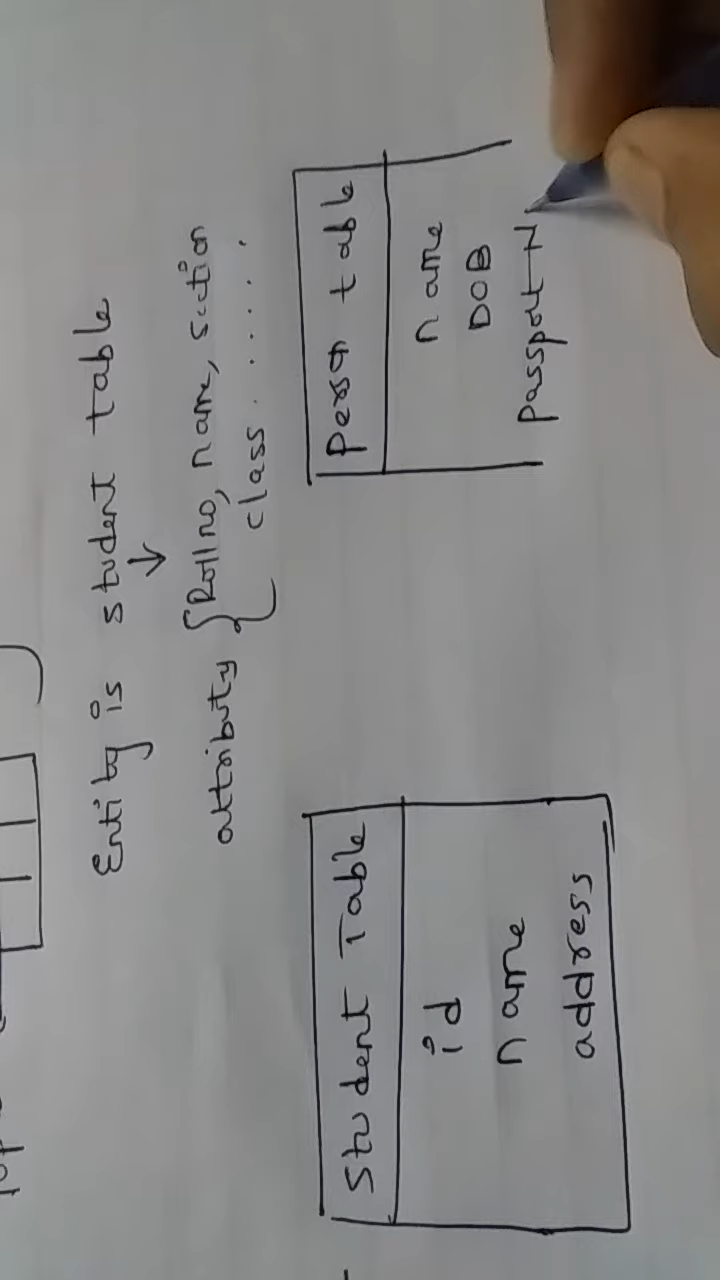 Entity is student table
attributy { Rollno, name, section
class . . . . . .
Student Table
id
name
address
Person table
name
DOB
Passport N